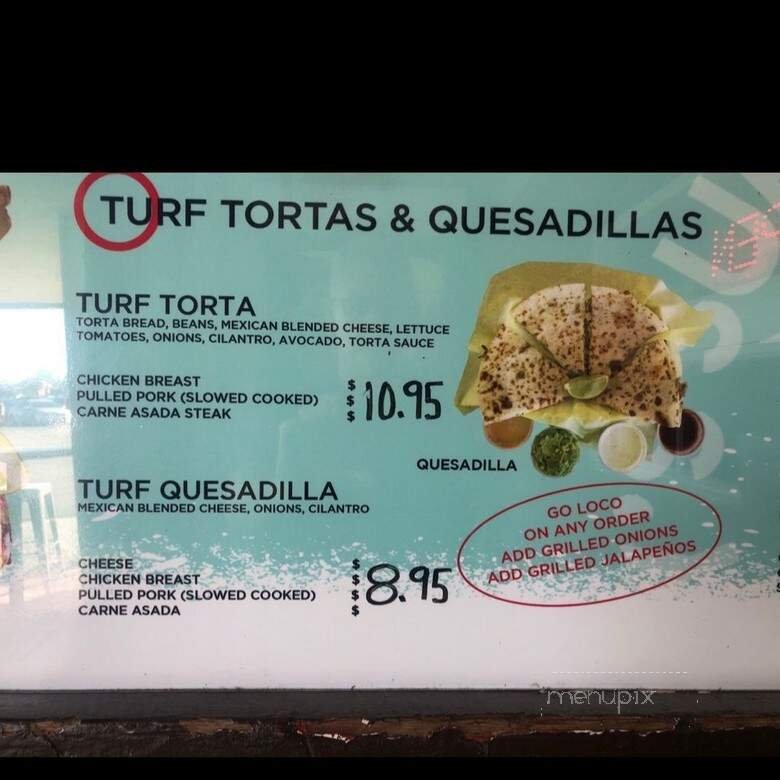 TURF TORTAS & QUESADILLAS
TURF TORTA
TORTA BREAD, BEANS, MEXICAN BLENDED CHEESE, LETTUCE
TOMATOES, ONIONS, CILANTRO, AVOCADO, TORTA SAUCE
CHICKEN BREAST $
PULLED PORK (SLOWED COOKED) $ 10.95
CARNE ASADA STEAK $
QUESADILLA
TURF QUESADILLA
MEXICAN BLENDED CHEESE, ONIONS, CILANTRO
GO LOCO
ON ANY ORDER
ADD GRILLED ONIONS
ADD GRILLED JALAPEÑOS
CHEESE $
CHICKEN BREAST $ 8.95
PULLED PORK (SLOWED COOKED) $
CARNE ASADA $
menupix